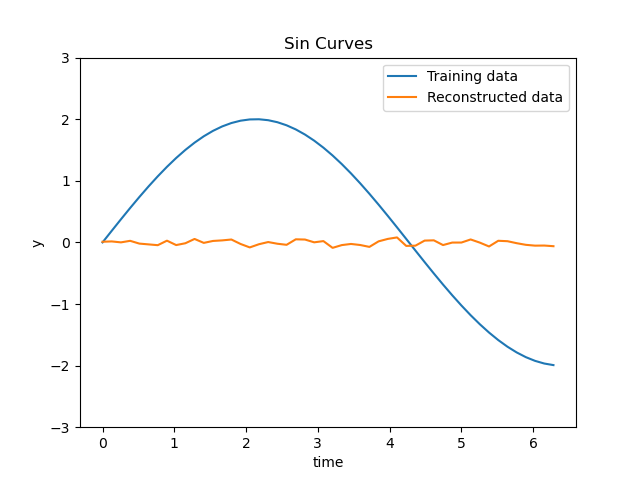 Sin Curves
Training data
Reconstructed data
3
2
1
0
−1
−2
−3
y
0 1 2 3 4 5 6
time